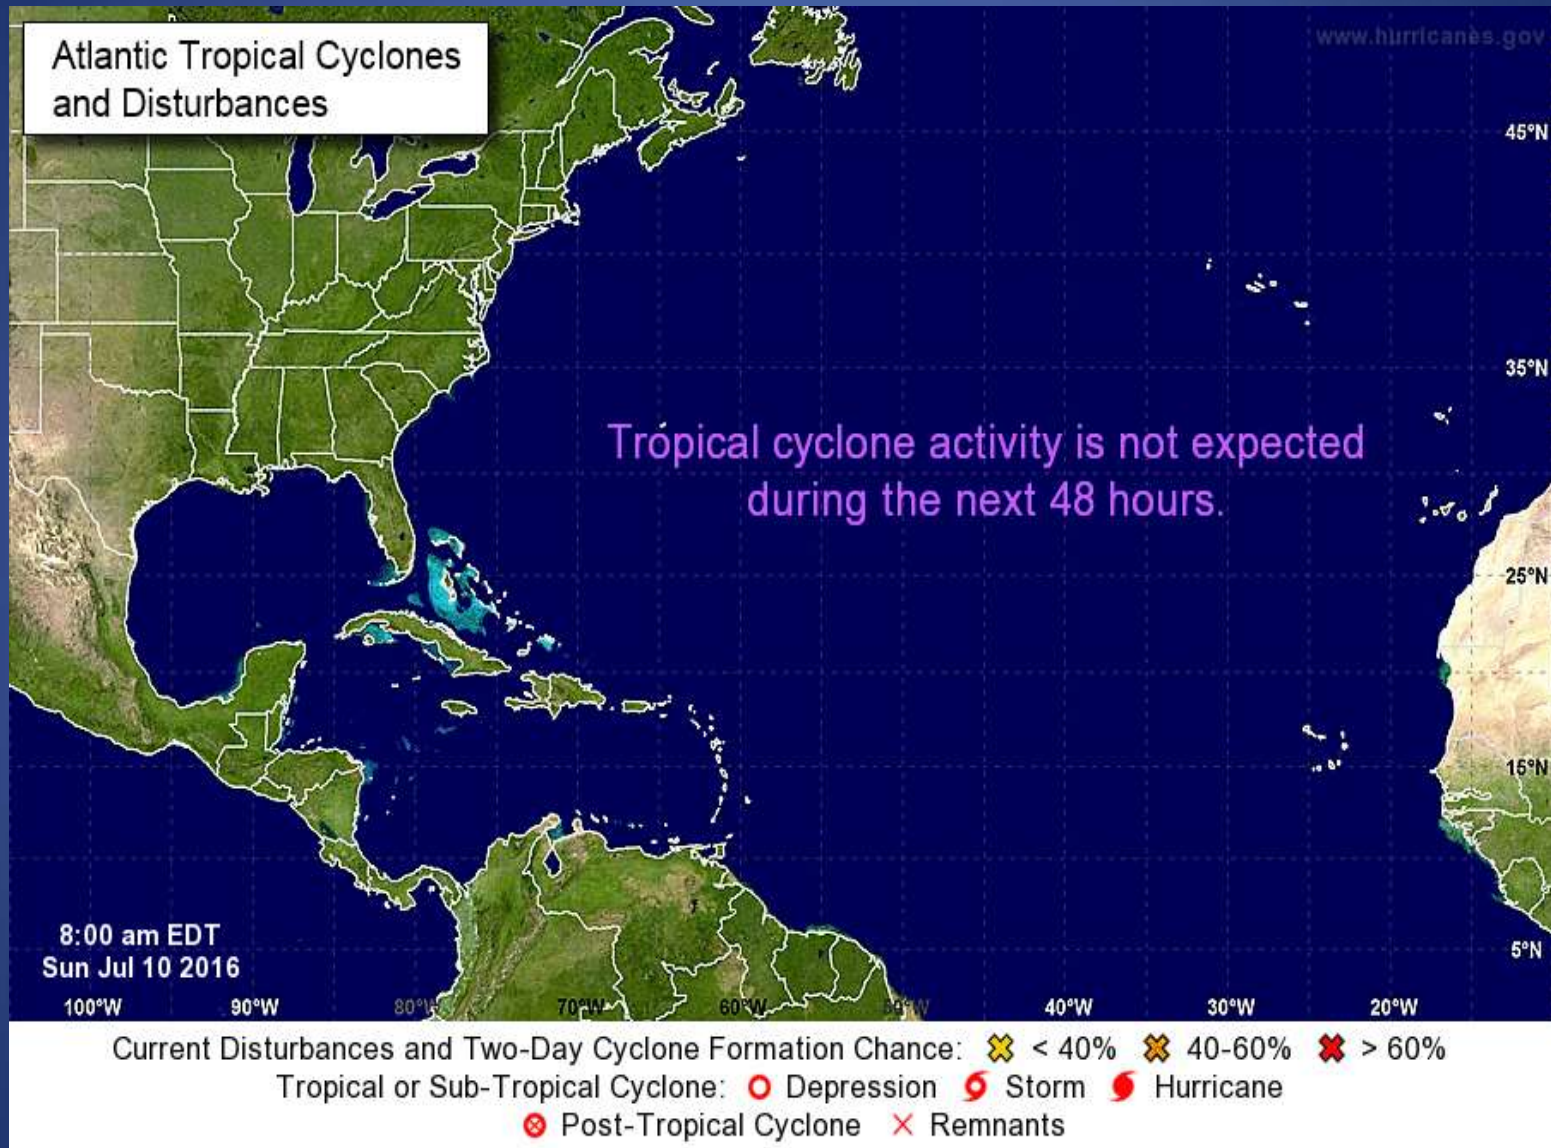 Atlantic Tropical Cyclones
and Disturbances
www.hurricanes.gov
45°N
35°N
Tropical cyclone activity is not expected
during the next 48 hours.
25°N
15°N
8:00 am EDT
Sun Jul 10 2016
5°N
100°W 90°W 80°W 70°W 60°W 50°W 40°W 30°W 20°W
Current Disturbances and Two-Day Cyclone Formation Chance: < 40% 40-60% > 60%
Tropical or Sub-Tropical Cyclone: Depression Storm Hurricane
Post-Tropical Cyclone Remnants